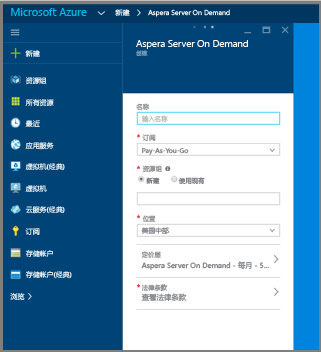 Microsoft Azure 新建 > Aspera Server On Demand
新建
资源组
所有资源
最近
应用服务
虚拟机(经典)
虚拟机
云服务(经典)
订阅
存储帐户
存储帐户(经典)
浏览 >
Aspera Server On Demand
创建
名称
输入名称
* 订阅
Pay-As-You-Go
* 资源组
新建 使用现有
* 位置
美国中部
定价层
Aspera Server On Demand - 每月 - 5...
* 法律条款
查看法律条款